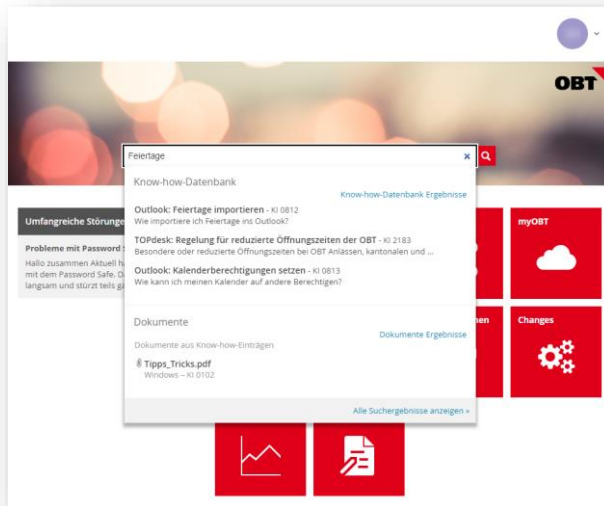 OBT
Feiertage
Know-how-Datenbank
Know-how-Datenbank Ergebnisse
Outlook: Feiertage importieren - KI 0812
Wie importiere ich Feiertage ins Outlook?
TOPdesk: Regelung für reduzierte Öffnungszeiten der OBT - KI 2183
Besondere oder reduzierte Öffnungszeiten bei OBT Anlässen, kantonalen und ...
Outlook: Kalenderberechtigungen setzen - KI 0813
Wie kann ich meinen Kalender auf andere Berechtigen?
Dokumente
Dokumente Ergebnisse
Dokumente aus Know-how-Einträgen
Tipps_Tricks.pdf
Windows – KI 0102
Alle Suchergebnisse anzeigen »
Umfangreiche Störunge
Probleme mit Password
Hallo zusammen Aktuell
mit dem Password Safe.
langsam und stürzt teils
myOBT
Changes